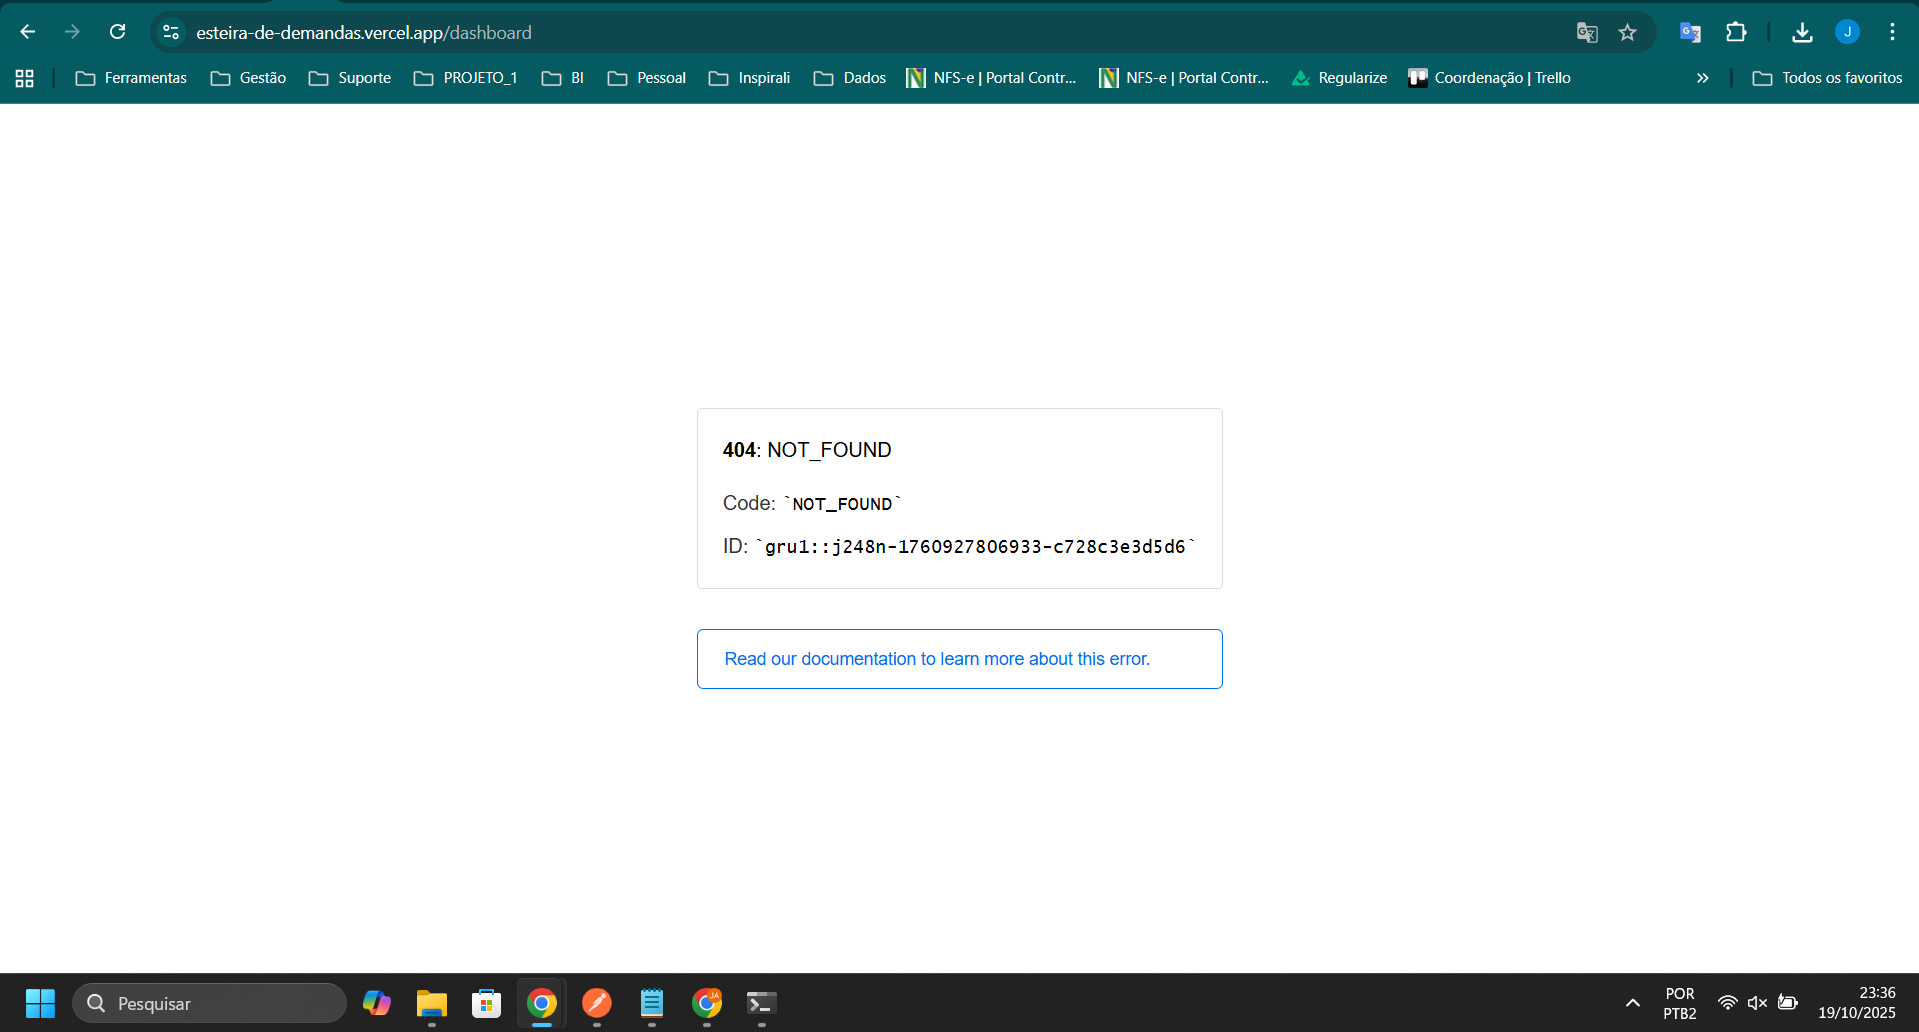 esteira-de-demandas.vercel.app/dashboard
J
Ferramentas
Gestão
Suporte
PROJETO_1
BI
Pessoal
Inspirali
Dados
NFS-e | Portal Contr...
NFS-e | Portal Contr...
Regularize
Coordenação | Trello
»
Todos os favoritos
404: NOT_FOUND
Code: `NOT_FOUND`
ID: `gru1::j248n-1760927806933-c728c3e3d5d6`
Read our documentation to learn more about this error.
Pesquisar
JA
POR
PTB2
23:36
19/10/2025